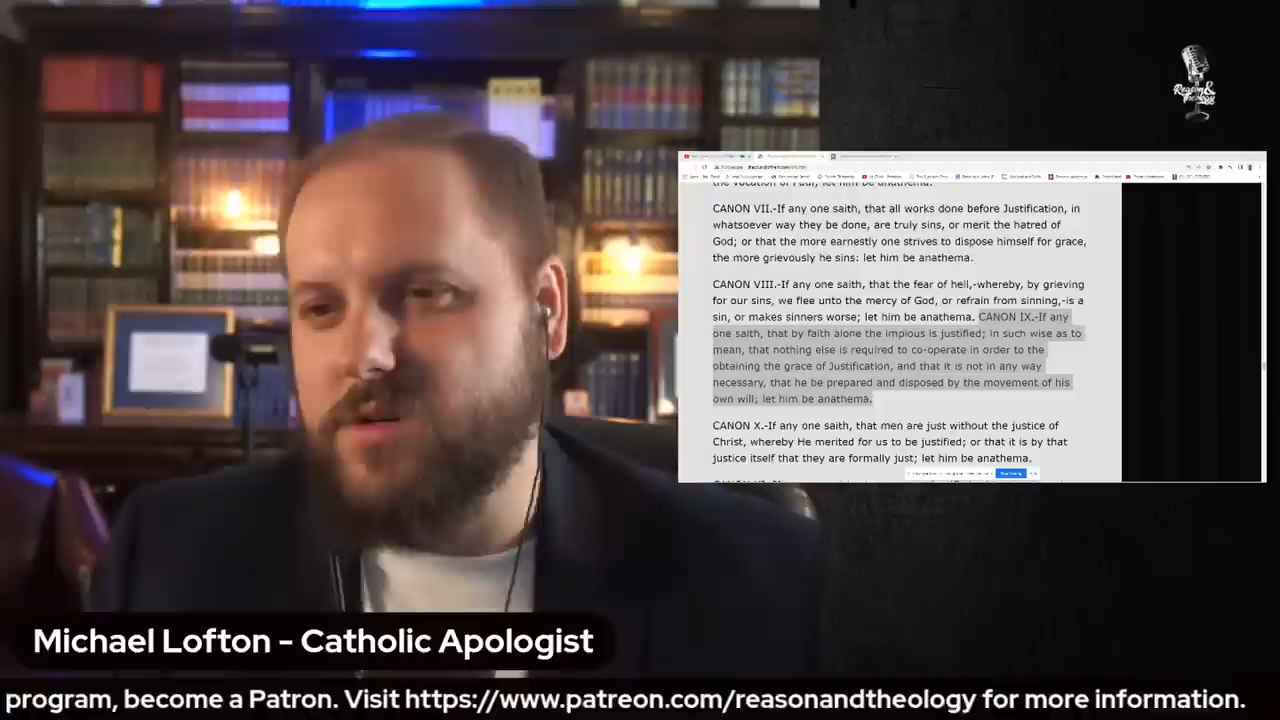 Reason &
Theology
the vocation of Paul; let him be anathema.
CANON VII.-If any one saith, that all works done before Justification, in
whatsoever way they be done, are truly sins, or merit the hatred of
God; or that the more earnestly one strives to dispose himself for grace,
the more grievously he sins: let him be anathema.
CANON VIII.-If any one saith, that the fear of hell,-whereby, by grieving
for our sins, we flee unto the mercy of God, or refrain from sinning,-is a
sin, or makes sinners worse; let him be anathema. CANON IX.-If any
one saith, that by faith alone the impious is justified; in such wise as to
mean, that nothing else is required to co-operate in order to the
obtaining the grace of Justification, and that it is not in any way
necessary, that he be prepared and disposed by the movement of his
own will; let him be anathema.
CANON X.-If any one saith, that men are just without the justice of
Christ, whereby He merited for us to be justified; or that it is by that
justice itself that they are formally just; let him be anathema.
Michael Lofton - Catholic Apologist
program, become a Patron. Visit https://www.patreon.com/reasonandtheology for more information.